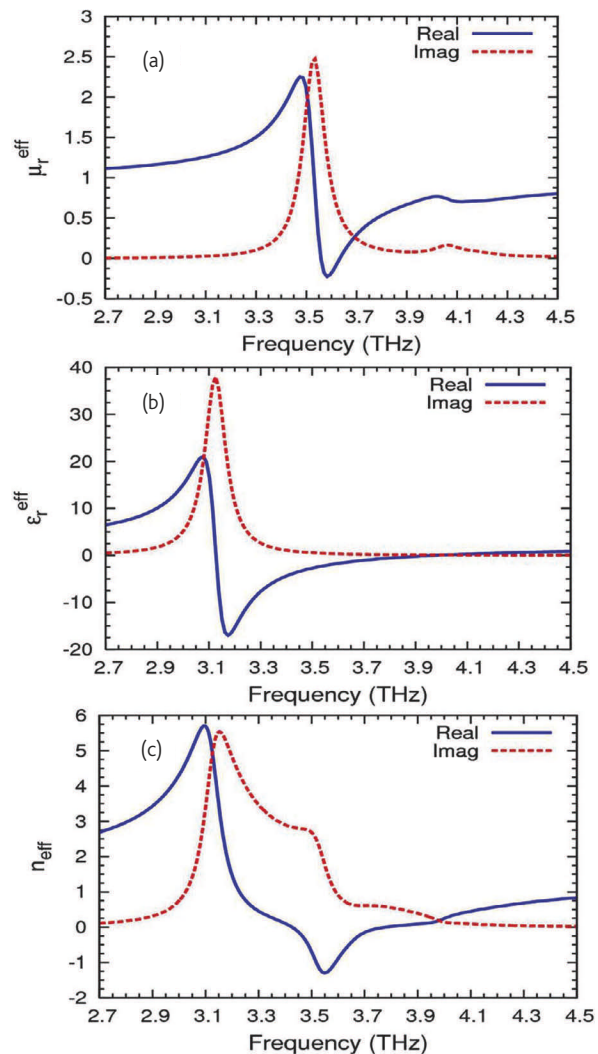 (a)
Real
Imag
3
2.5
2
1.5
1
0.5
0
-0.5
μ_r^eff
2.7 2.9 3.1 3.3 3.5 3.7 3.9 4.1 4.3 4.5
Frequency (THz)
(b)
Real
Imag
40
30
20
10
0
-10
-20
ε_r^eff
2.7 2.9 3.1 3.3 3.5 3.7 3.9 4.1 4.3 4.5
Frequency (THz)
(c)
Real
Imag
6
5
4
3
2
1
0
-1
-2
n_eff
2.7 2.9 3.1 3.3 3.5 3.7 3.9 4.1 4.3 4.5
Frequency (THz)